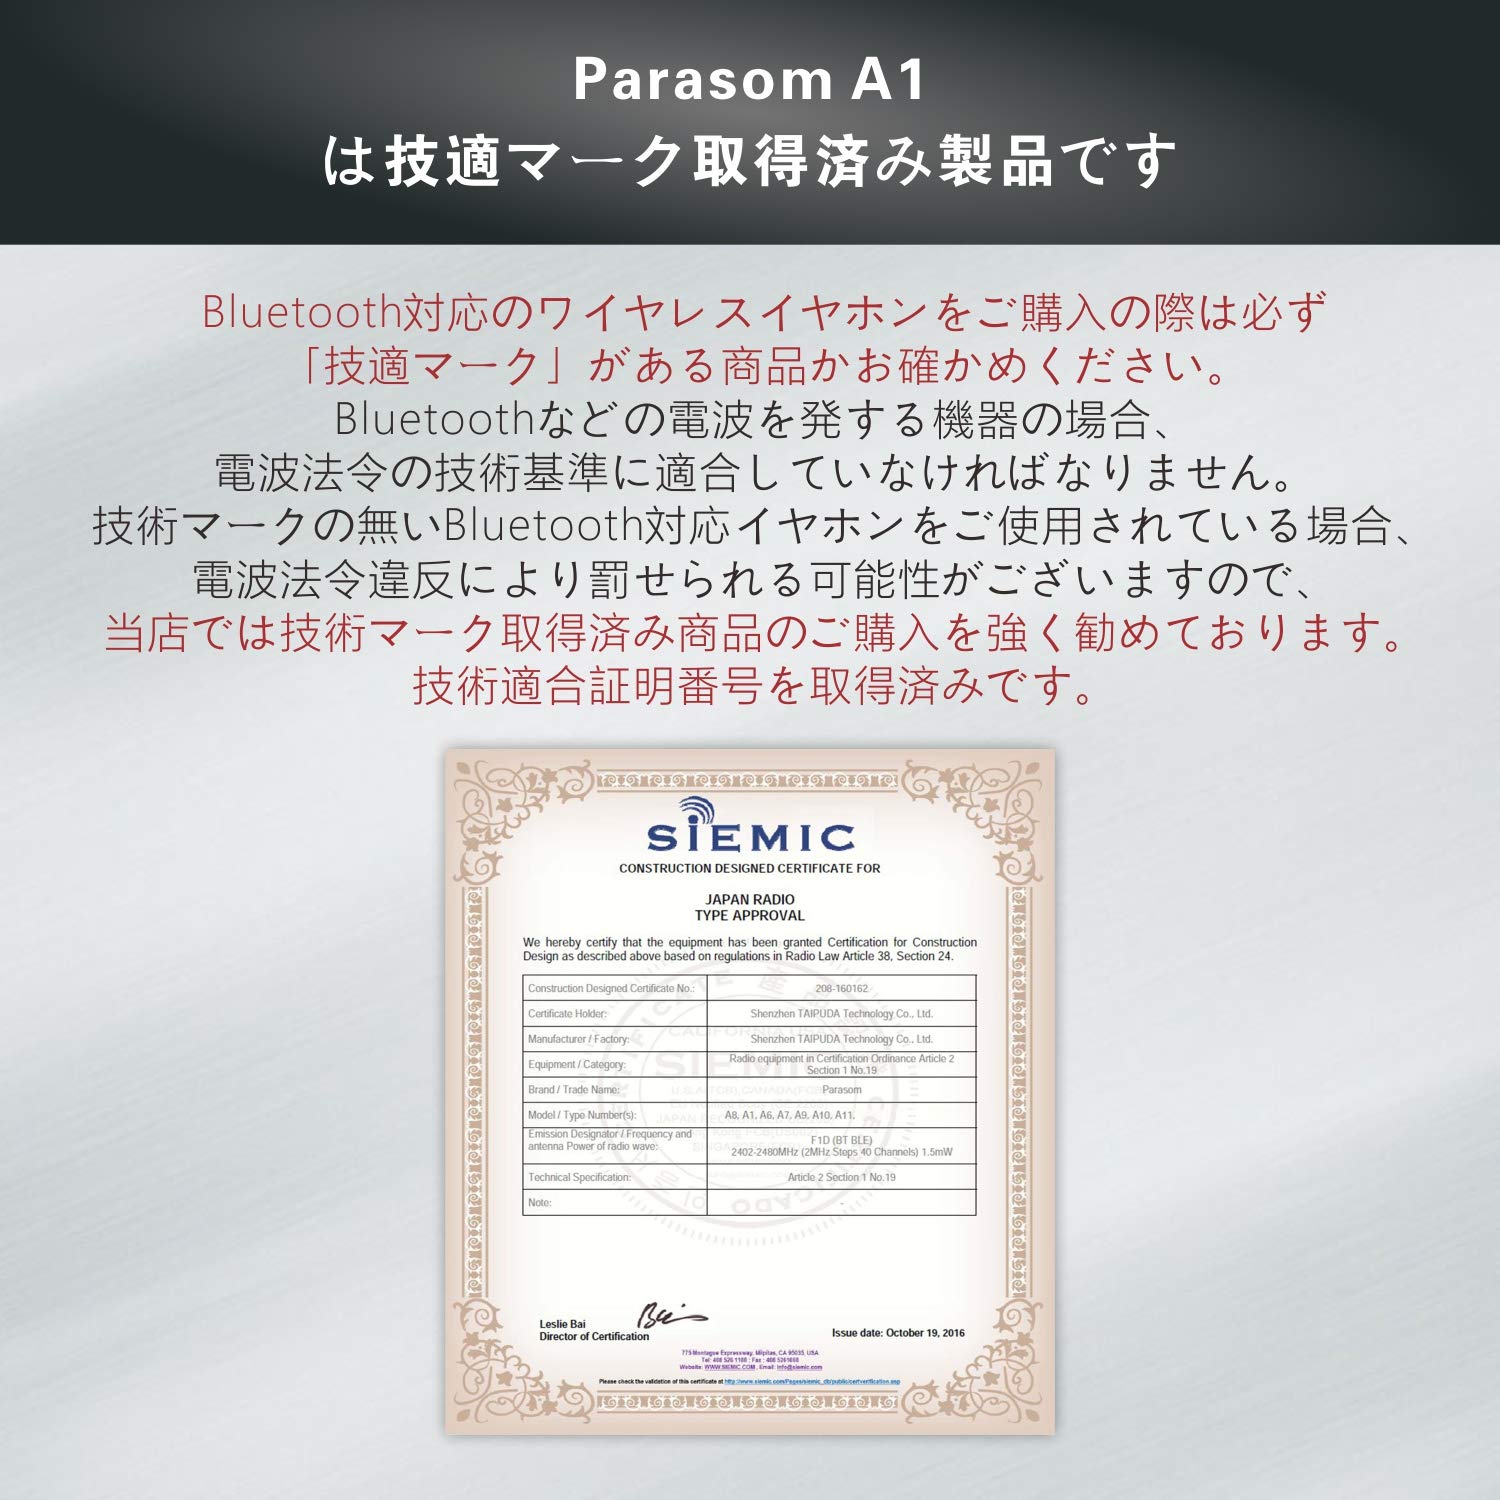 Parasom A1
は技適マーク取得済み製品です
Bluetooth対応のワイヤレスイヤホンをご購入の際は必ず
「技適マーク」がある商品かお確かめください。
Bluetoothなどの電波を発する機器の場合、
電波法令の技術基準に適合していなければなりません。
技術マークの無いBluetooth対応イヤホンをご使用されている場合、
電波法令違反により罰せられる可能性がございますので、
当店では技術マーク取得済み商品のご購入を強く勧めております。
技術適合証明番号を取得済みです。
SIEMIC
CONSTRUCTION DESIGNED CERTIFICATE FOR
JAPAN RADIO
TYPE APPROVAL
We hereby certify that the equipment has been granted Certification for Construction
Design as described above based on regulations in Radio Law Article 38, Section 24.
Construction Designed Certificate No.: 208-160162
Certificate Holder: Shenzhen TAIPUDA Technology Co., Ltd.
Manufacturer / Factory: Shenzhen TAIPUDA Technology Co., Ltd.
Equipment / Category: Radio equipment in Certification Ordinance Article 2
Section 1 No.19
Brand / Trade Name: Parasom
Model / Type Number(s): A8, A1, A6, A7, A9, A10, A11,
Emission Designator / Frequency and
antenna Power of radio wave:
F1D (BT BLE)
2402-2480MHz (2MHz Steps 40 Channels) 1.5mW
Technical Specification: Article 2 Section 1 No.19
Note: -
Leslie Bai
Director of Certification
Issue date: October 19, 2016
775 Montague Expressway, Milpitas, CA 95035, USA
Tel: 408 526 1188 ; Fax : 408 5261088
Website: WWW.SIEMIC.COM ; Email: info@siemic.com
Please check the validation of this certificate at http://www.siemic.com/Pages/siemic_db/public/certverification.asp